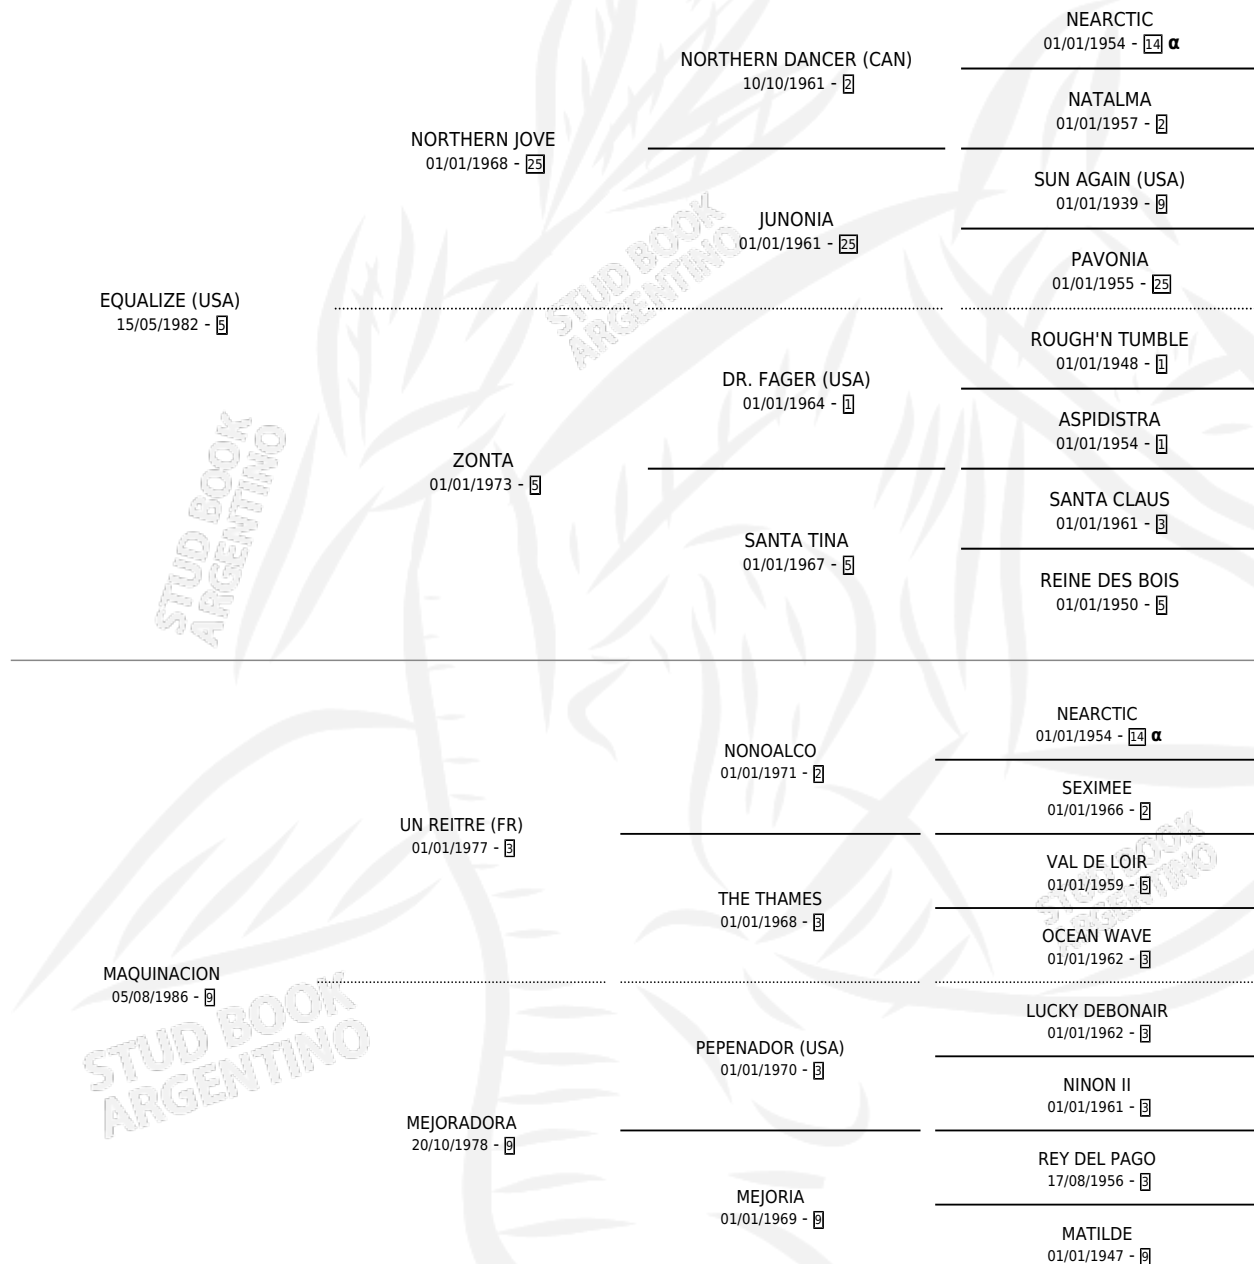 NEARCTIC
01/01/1954 - 14 α
NORTHERN DANCER (CAN)
10/10/1961 - 2
NATALMA
01/01/1957 - 2
NORTHERN JOVE
01/01/1968 - 25
SUN AGAIN (USA)
01/01/1939 - 9
JUNONIA
01/01/1961 - 25
PAVONIA
01/01/1955 - 25
EQUALIZE (USA)
15/05/1982 - 5
ROUGH'N TUMBLE
01/01/1948 - 1
DR. FAGER (USA)
01/01/1964 - 1
ASPIDISTRA
01/01/1954 - 1
ZONTA
01/01/1973 - 5
SANTA CLAUS
01/01/1961 - 3
SANTA TINA
01/01/1967 - 5
REINE DES BOIS
01/01/1950 - 5
NEARCTIC
01/01/1954 - 14 α
NONOALCO
01/01/1971 - 2
SEXIMEE
01/01/1966 - 2
UN REITRE (FR)
01/01/1977 - 3
VAL DE LOIR
01/01/1959 - 5
THE THAMES
01/01/1968 - 3
OCEAN WAVE
01/01/1962 - 3
MAQUINACION
05/08/1986 - 9
LUCKY DEBONAIR
01/01/1962 - 3
PEPENADOR (USA)
01/01/1970 - 3
NINON II
01/01/1961 - 3
MEJORADORA
20/10/1978 - 9
REY DEL PAGO
17/08/1956 - 3
MEJORIA
01/01/1969 - 9
MATILDE
01/01/1947 - 9
STUD BOOK
ARGENTINO
STUD BOOK
ARGENTINO
STUD BOOK
ARGENTINO
STUD BOOK
ARGENTINO